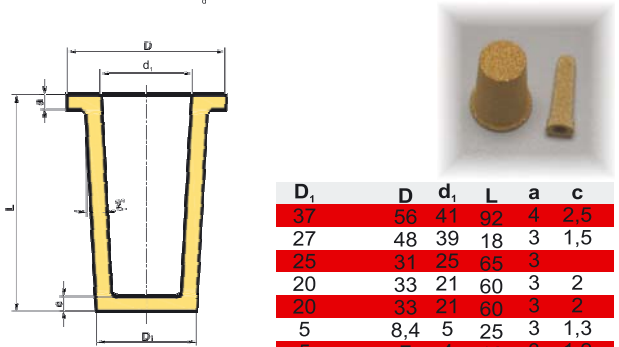 D
d₁
a
L
e
D₁
D₁ D d₁ L a c
37 56 41 92 4 2,5
27 48 39 18 3 1,5
25 31 25 65 3
20 33 21 60 3 2
20 33 21 60 3 2
5 8,4 5 25 3 1,3